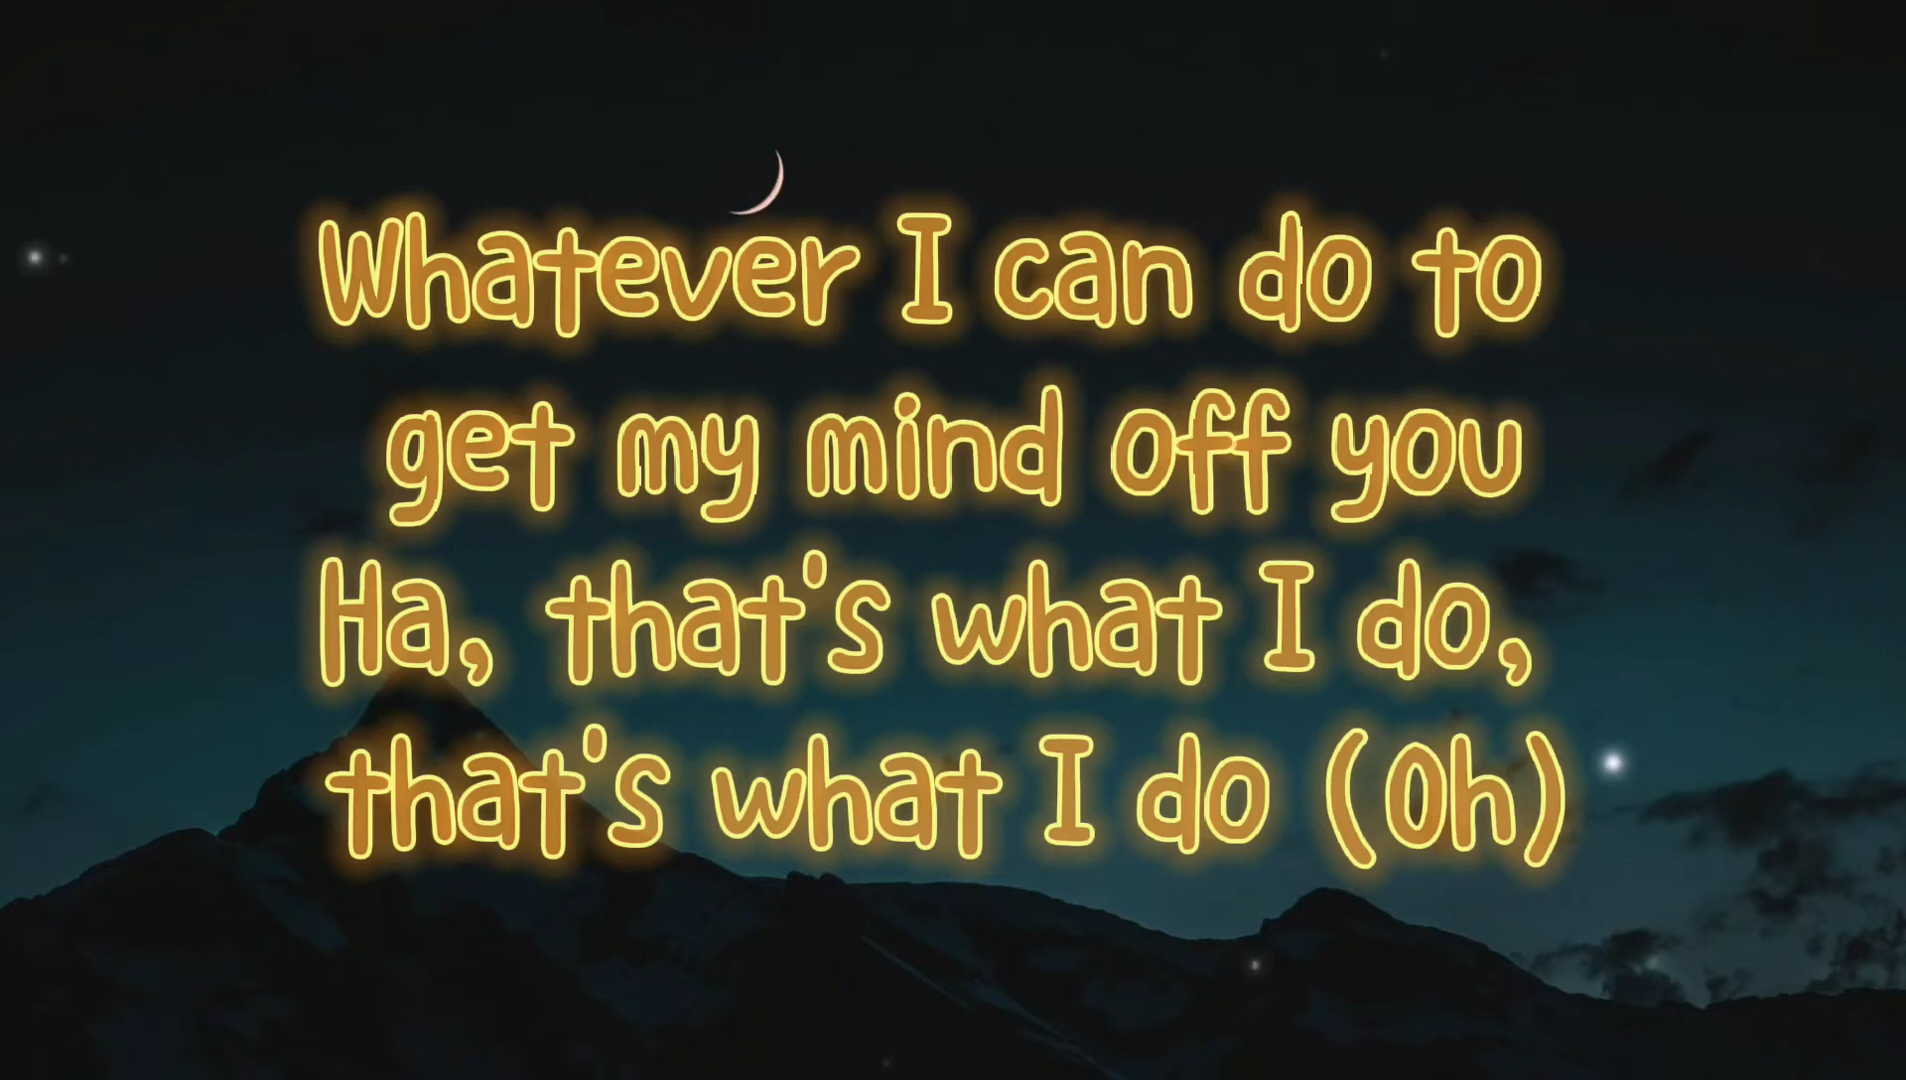 Whatever I can do to
get my mind off you
Ha, that's what I do,
that's what I do (Oh)